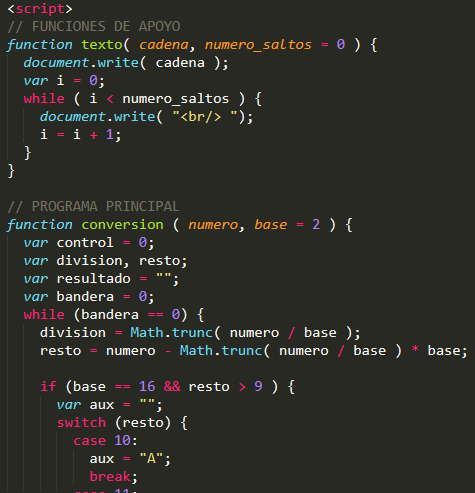 <script>
// FUNCIONES DE APOYO
function texto( cadena, numero_saltos = 0 ) {
  document.write( cadena );
  var i = 0;
  while ( i < numero_saltos ) {
    document.write( "<br/> ");
    i = i + 1;
  }
}

// PROGRAMA PRINCIPAL
function conversion ( numero, base = 2 ) {
  var control = 0;
  var division, resto;
  var resultado = "";
  var bandera = 0;
  while (bandera == 0) {
    division = Math.trunc( numero / base );
    resto = numero - Math.trunc( numero / base ) * base;

    if (base == 16 && resto > 9 ) {
      var aux = "";
      switch (resto) {
        case 10:
          aux = "A";
          break;
        case 11: